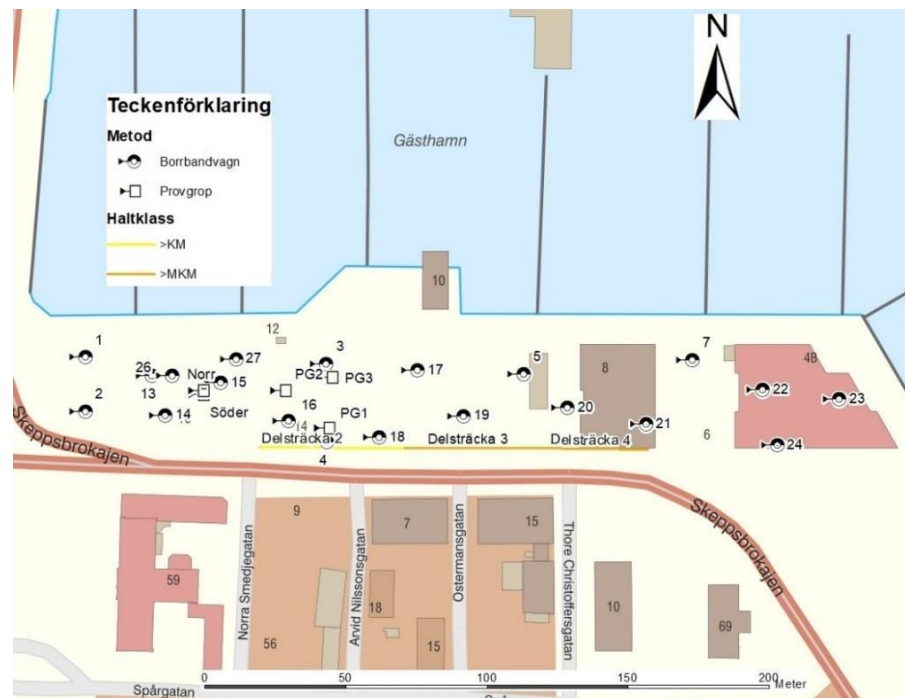 N
Teckenförklaring
Metod
Borrbandvagn
Provgrop
Haltklass
>KM
>MKM
Gästhamn
10
12
1
27
3
5
7
8
4B
26
Norr
PG2
PG3
17
13
15
22
23
2
14
Söder
16
PG1
19
20
21
6
24
18
Delsträcka 2
Delsträcka 3
Delsträcka 4
4
Skeppsbrokajen
Skeppsbrokajen
9
7
15
59
Norra Smedjegatan
Arvid Nilssonsgatan
Ostermansgatan
Thore Christoffersgatan
18
10
69
56
15
Spårgatan
0 50 100 150 200 Meter